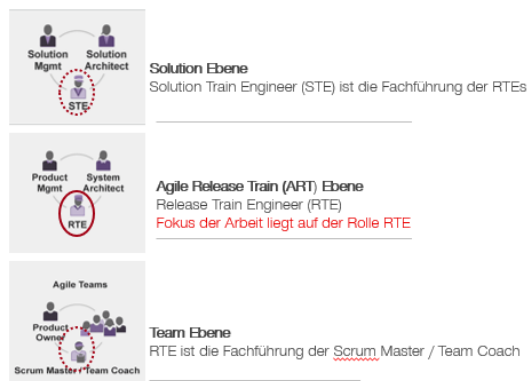 Solution
Mgmt
Solution
Architect
STE
Solution Ebene
Solution Train Engineer (STE) ist die Fachführung der RTEs
Product
Mgmt
System
Architect
RTE
Agile Release Train (ART) Ebene
Release Train Engineer (RTE)
Fokus der Arbeit liegt auf der Rolle RTE
Agile Teams
Product
Owner
Scrum Master / Team Coach
Team Ebene
RTE ist die Fachführung der Scrum Master / Team Coach